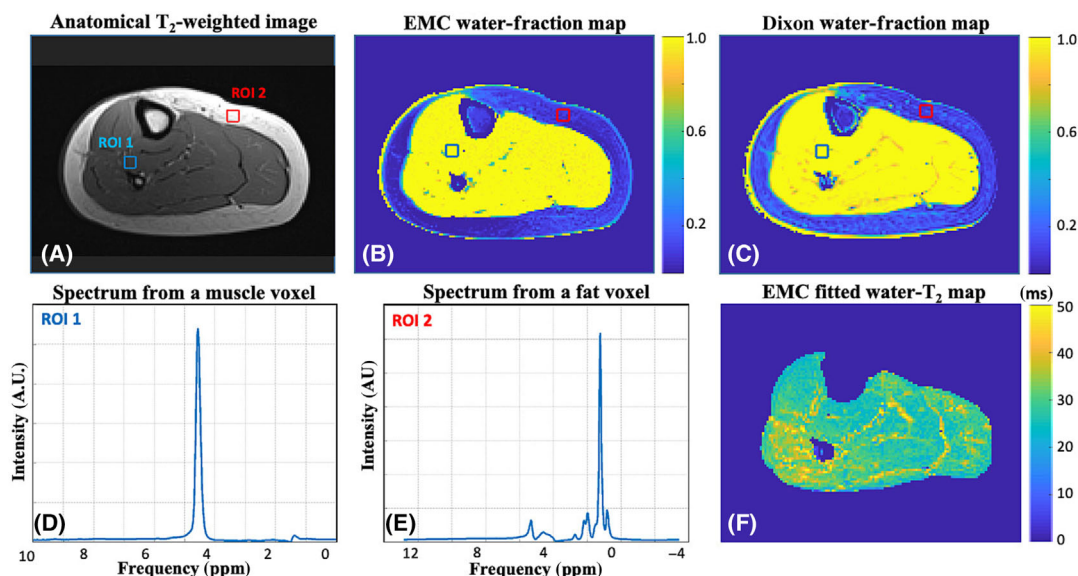 Anatomical T₂-weighted image
EMC water-fraction map
Dixon water-fraction map
ROI 2
ROI 1
(A)
(B)
1.0
0.6
0.2
(C)
1.0
0.6
0.2
Spectrum from a muscle voxel
Spectrum from a fat voxel
EMC fitted water-T₂ map
(ms)
ROI 1
Intensity (A.U.)
(D)
10 8 6 4 2 0
Frequency (ppm)
ROI 2
Intensity (AU)
(E)
12 8 4 0 –4
Frequency (ppm)
(F)
50
40
30
20
10
0